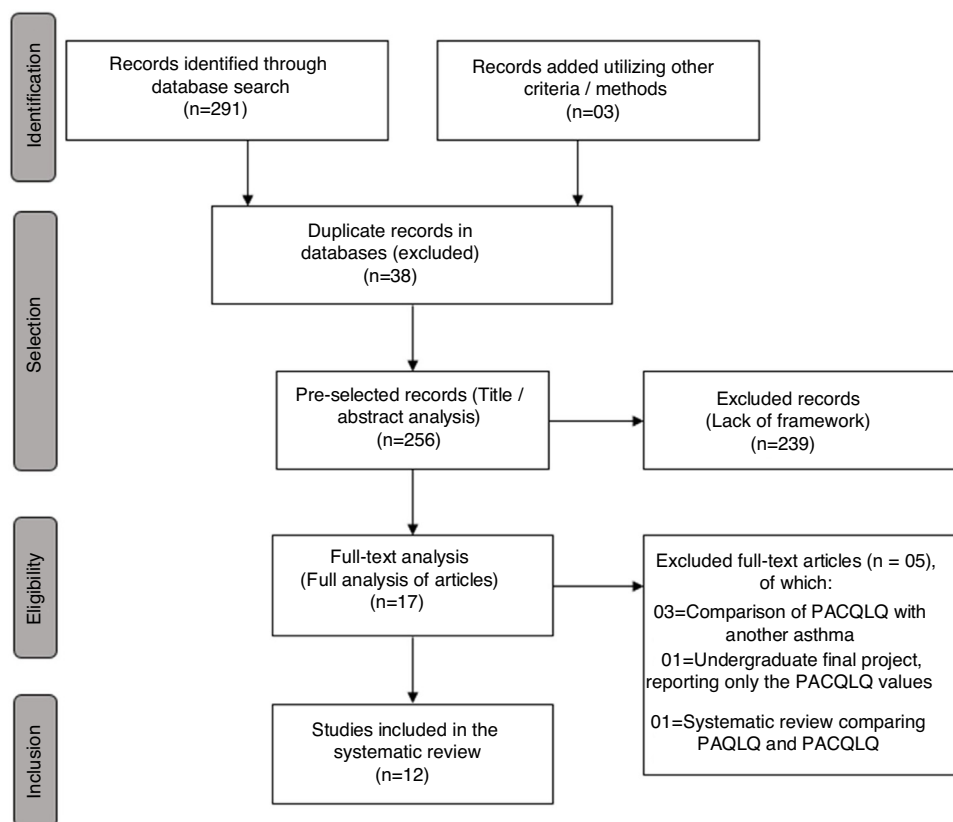 Identification
Records identified through
database search
(n=291)
Records added utilizing other
criteria / methods
(n=03)
Selection
Duplicate records in
databases (excluded)
(n=38)
Pre-selected records (Title /
abstract analysis)
(n=256)
Excluded records
(Lack of framework)
(n=239)
Eligibility
Full-text analysis
(Full analysis of articles)
(n=17)
Excluded full-text articles (n = 05),
of which:
03=Comparison of PACQLQ with
another asthma
01=Undergraduate final project,
reporting only the PACQLQ values
01=Systematic review comparing
PAQLQ and PACQLQ
Inclusion
Studies included in the
systematic review
(n=12)